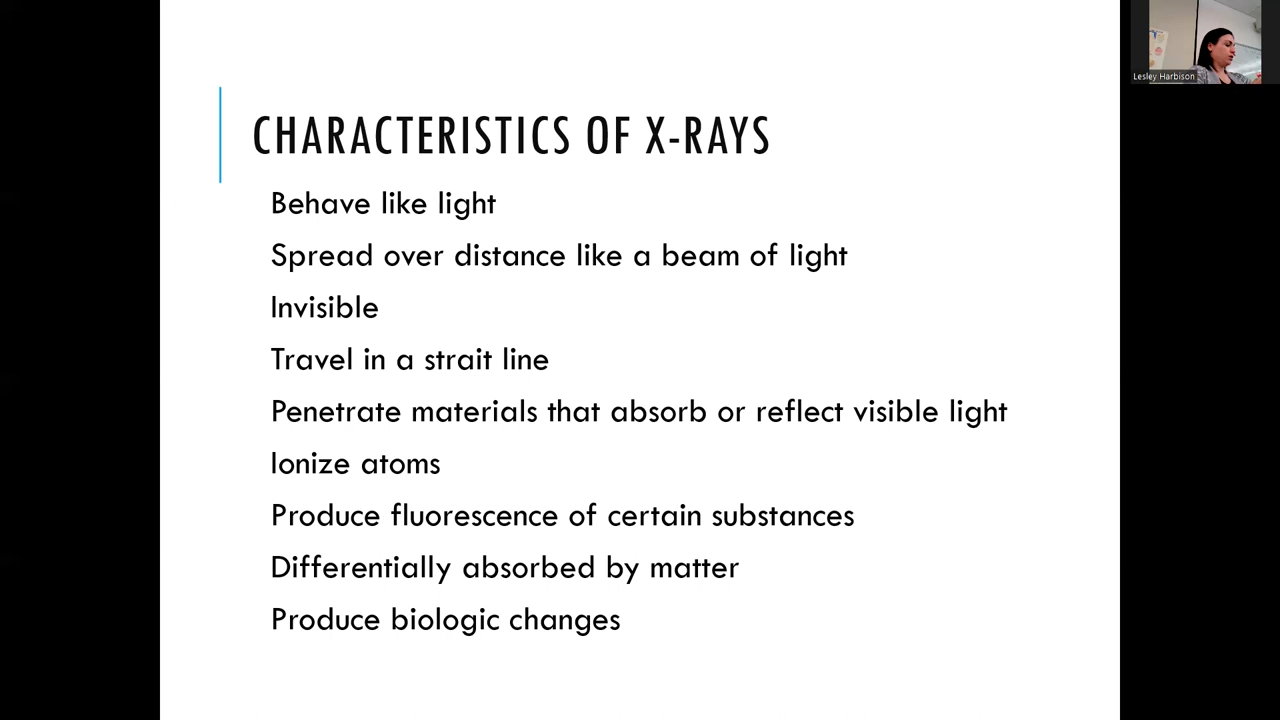 CHARACTERISTICS OF X-RAYS
Behave like light
Spread over distance like a beam of light
Invisible
Travel in a strait line
Penetrate materials that absorb or reflect visible light
Ionize atoms
Produce fluorescence of certain substances
Differentially absorbed by matter
Produce biologic changes
Lesley Harbison